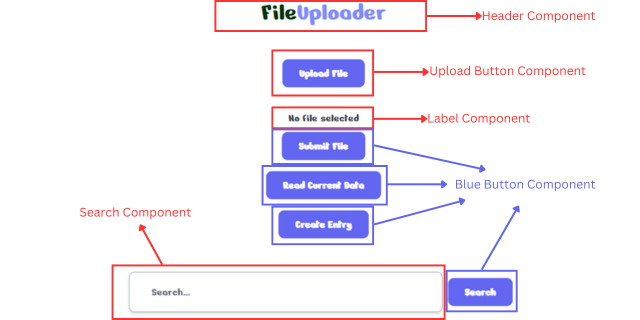 FileUploader
Header Component
Upload File
Upload Button Component
No file selected
Label Component
Submit File
Read Current Data
Blue Button Component
Create Entry
Search Component
Search...
Search